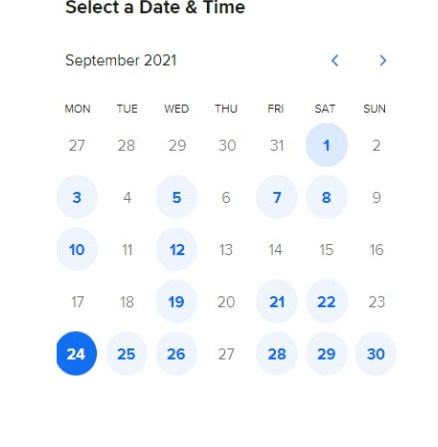 Select a Date & Time
September 2021
MON TUE WED THU FRI SAT SUN
27 28 29 30 31 1 2
3 4 5 6 7 8 9
10 11 12 13 14 15 16
17 18 19 20 21 22 23
24 25 26 27 28 29 30